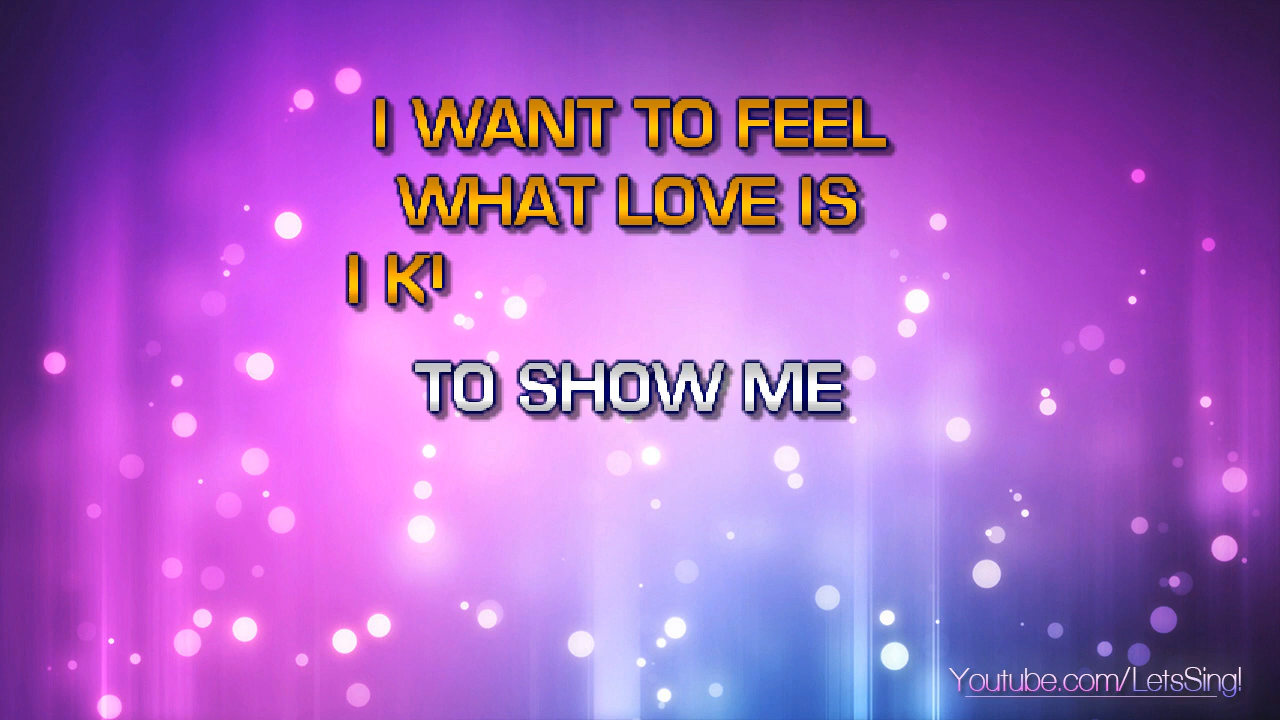 I WANT TO FEEL
WHAT LOVE IS
I K
TO SHOW ME
Youtube.com/LetsSing!